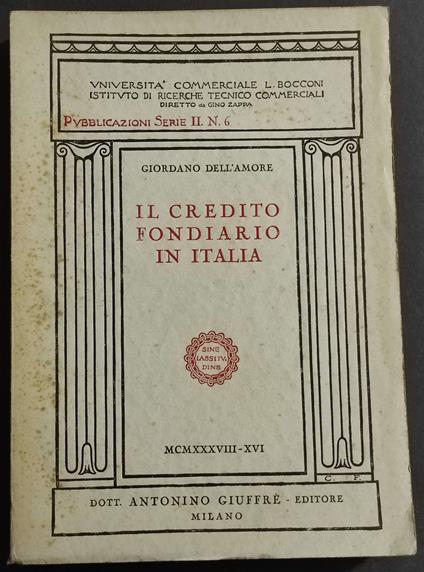 VNIVERSITA' COMMERCIALE L. BOCCONI
ISTITVTO DI RICERCHE TECNICO COMMERCIALI
DIRETTO da GINO ZAPPA
PVBBLICAZIONI SERIE II. N. 6
GIORDANO DELL'AMORE
IL CREDITO
FONDIARIO
IN ITALIA
SINE
LASSITV
DINE
MCMXXXVIII-XVI
C. F.
DOTT. ANTONINO GIUFFRÈ - EDITORE
MILANO